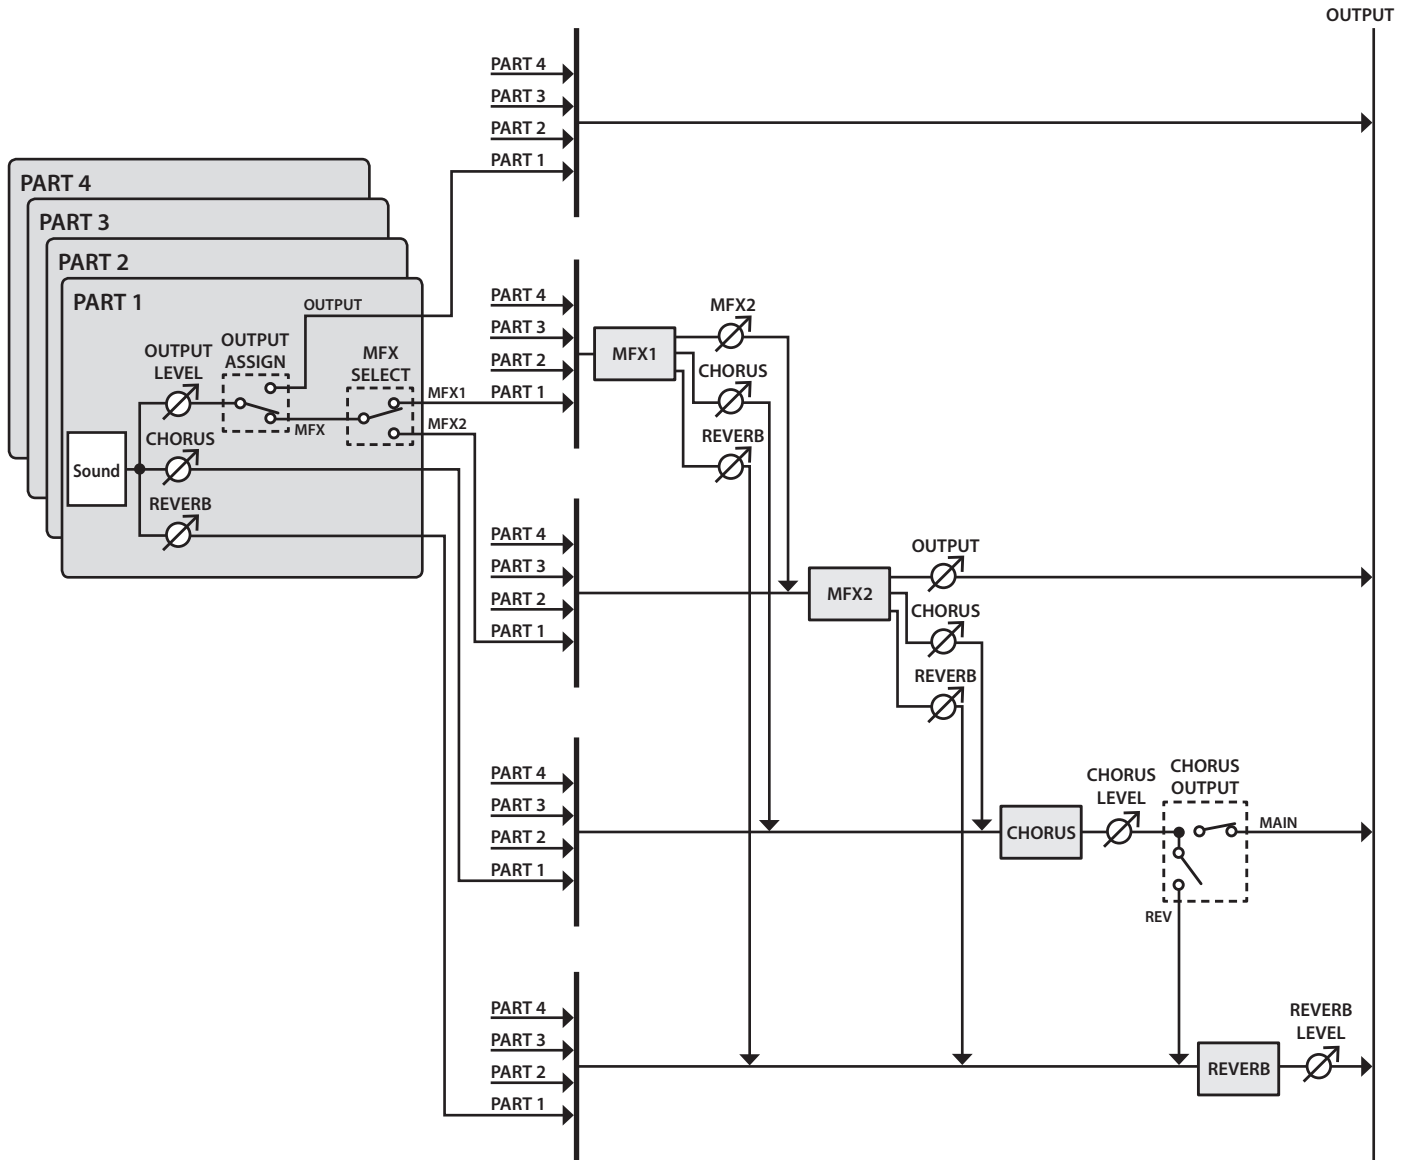 OUTPUT
PART 4
PART 3
PART 2
PART 1
PART 4
PART 3
PART 2
PART 1
OUTPUT
OUTPUT
LEVEL
OUTPUT
ASSIGN
MFX
SELECT
MFX
MFX1
MFX2
Sound
CHORUS
REVERB
PART 4
PART 3
PART 2
PART 1
MFX1
MFX2
CHORUS
REVERB
PART 4
PART 3
PART 2
PART 1
MFX2
OUTPUT
CHORUS
REVERB
PART 4
PART 3
PART 2
PART 1
CHORUS
CHORUS
LEVEL
CHORUS
OUTPUT
MAIN
REV
PART 4
PART 3
PART 2
PART 1
REVERB
REVERB
LEVEL